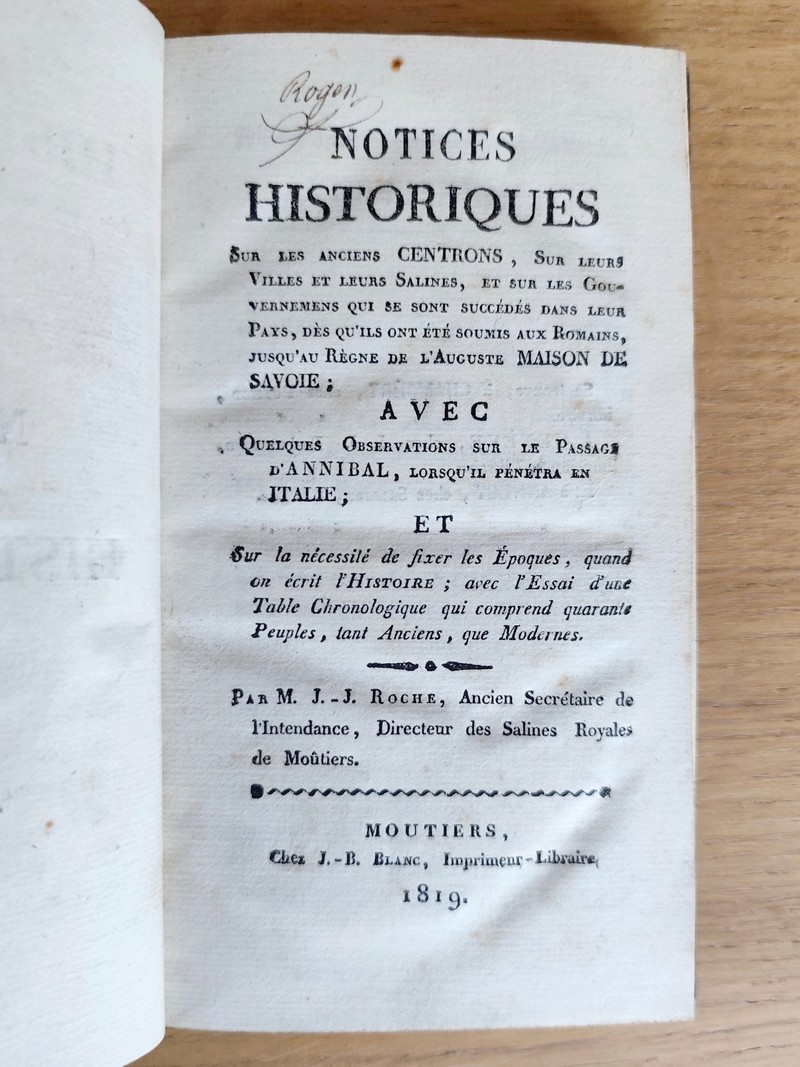 Rogen
NOTICES
HISTORIQUES
SUR LES ANCIENS CENTRONS, SUR LEURS
VILLES ET LEURS SALINES, ET SUR LES GOU-
VERNEMENS QUI SE SONT SUCCÉDÉS DANS LEUR
PAYS, DÈS QU'ILS ONT ÉTÉ SOUMIS AUX ROMAINS,
JUSQU'AU RÈGNE DE L'AUGUSTE MAISON DE
SAVOIE;
AVEC
QUELQUES OBSERVATIONS SUR LE PASSAGE
D'ANNIBAL, LORSQU'IL PÉNÉTRA EN
ITALIE;
ET
Sur la nécessité de fixer les Époques, quand
on écrit l'HISTOIRE; avec l'Essai d'une
Table Chronologique qui comprend quarante
Peuples, tant Anciens, que Modernes.
PAR M. J.-J. ROCHE, Ancien Secrétaire de
l'Intendance, Directeur des Salines Royales
de Moûtiers.
MOUTIERS,
Chez J.-B. BLANC, Imprimeur-Libraire,
1819.